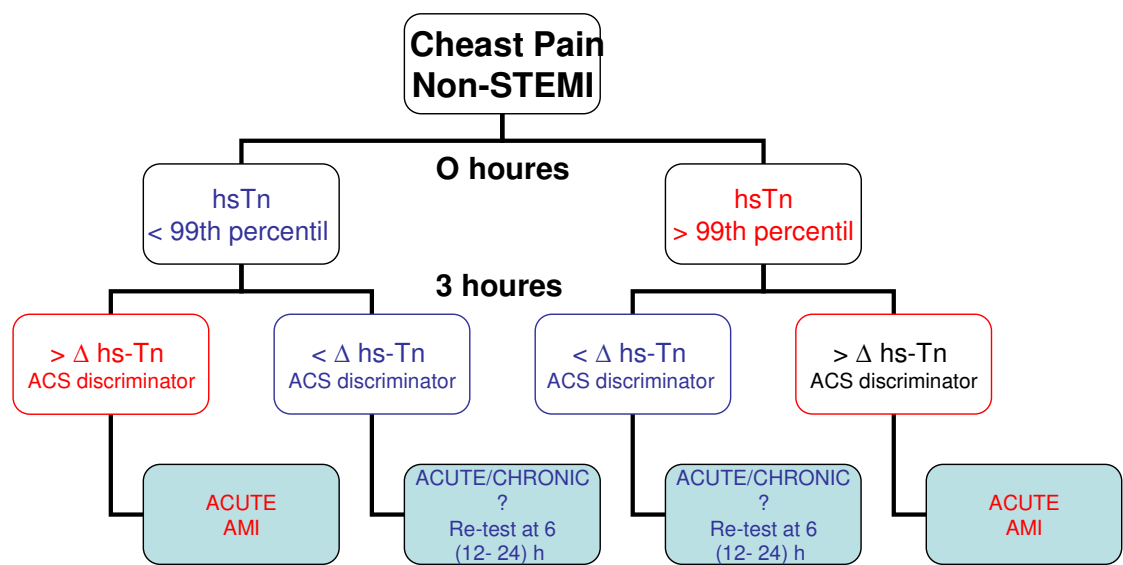 Cheast Pain
Non-STEMI
O houres
hsTn
< 99th percentil
hsTn
> 99th percentil
3 houres
> Δ hs-Tn
ACS discriminator
< Δ hs-Tn
ACS discriminator
< Δ hs-Tn
ACS discriminator
> Δ hs-Tn
ACS discriminator
ACUTE
AMI
ACUTE/CHRONIC
?
Re-test at 6
(12- 24) h
ACUTE/CHRONIC
?
Re-test at 6
(12- 24) h
ACUTE
AMI